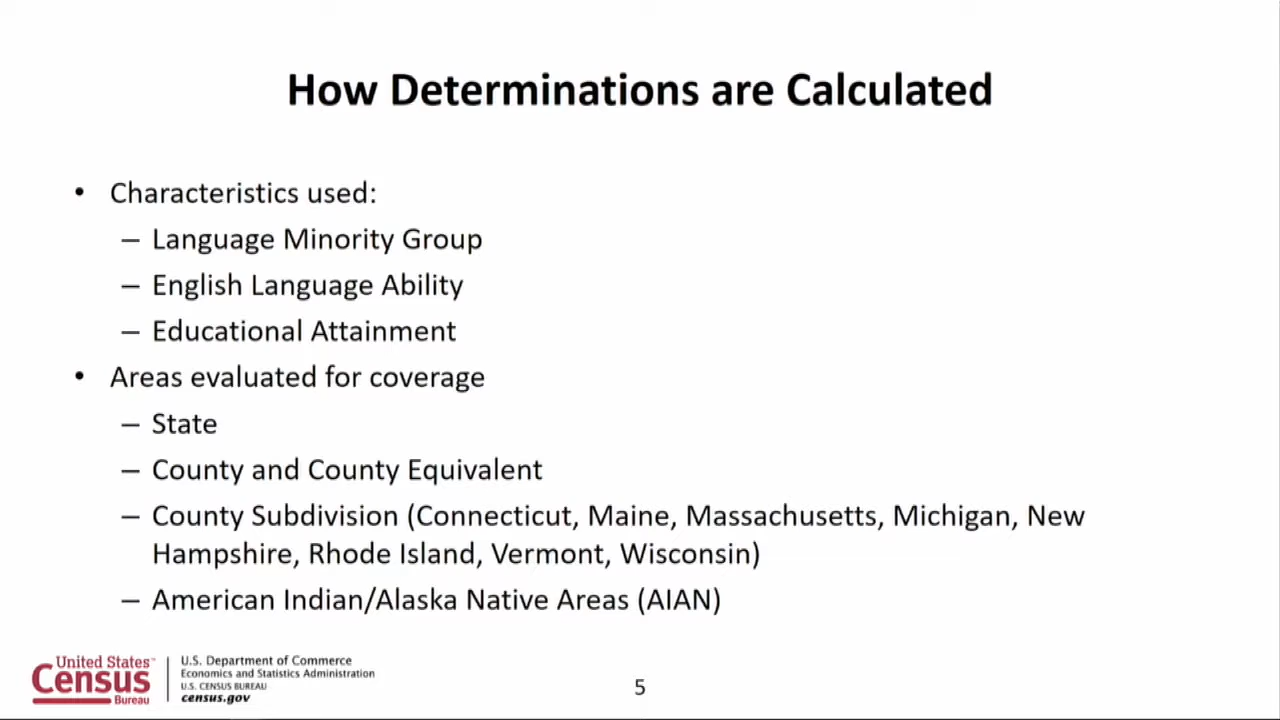 How Determinations are Calculated
• Characteristics used:
– Language Minority Group
– English Language Ability
– Educational Attainment
• Areas evaluated for coverage
– State
– County and County Equivalent
– County Subdivision (Connecticut, Maine, Massachusetts, Michigan, New
Hampshire, Rhode Island, Vermont, Wisconsin)
– American Indian/Alaska Native Areas (AIAN)
United States™
Census
Bureau
U.S. Department of Commerce
Economics and Statistics Administration
U.S. CENSUS BUREAU
census.gov
5